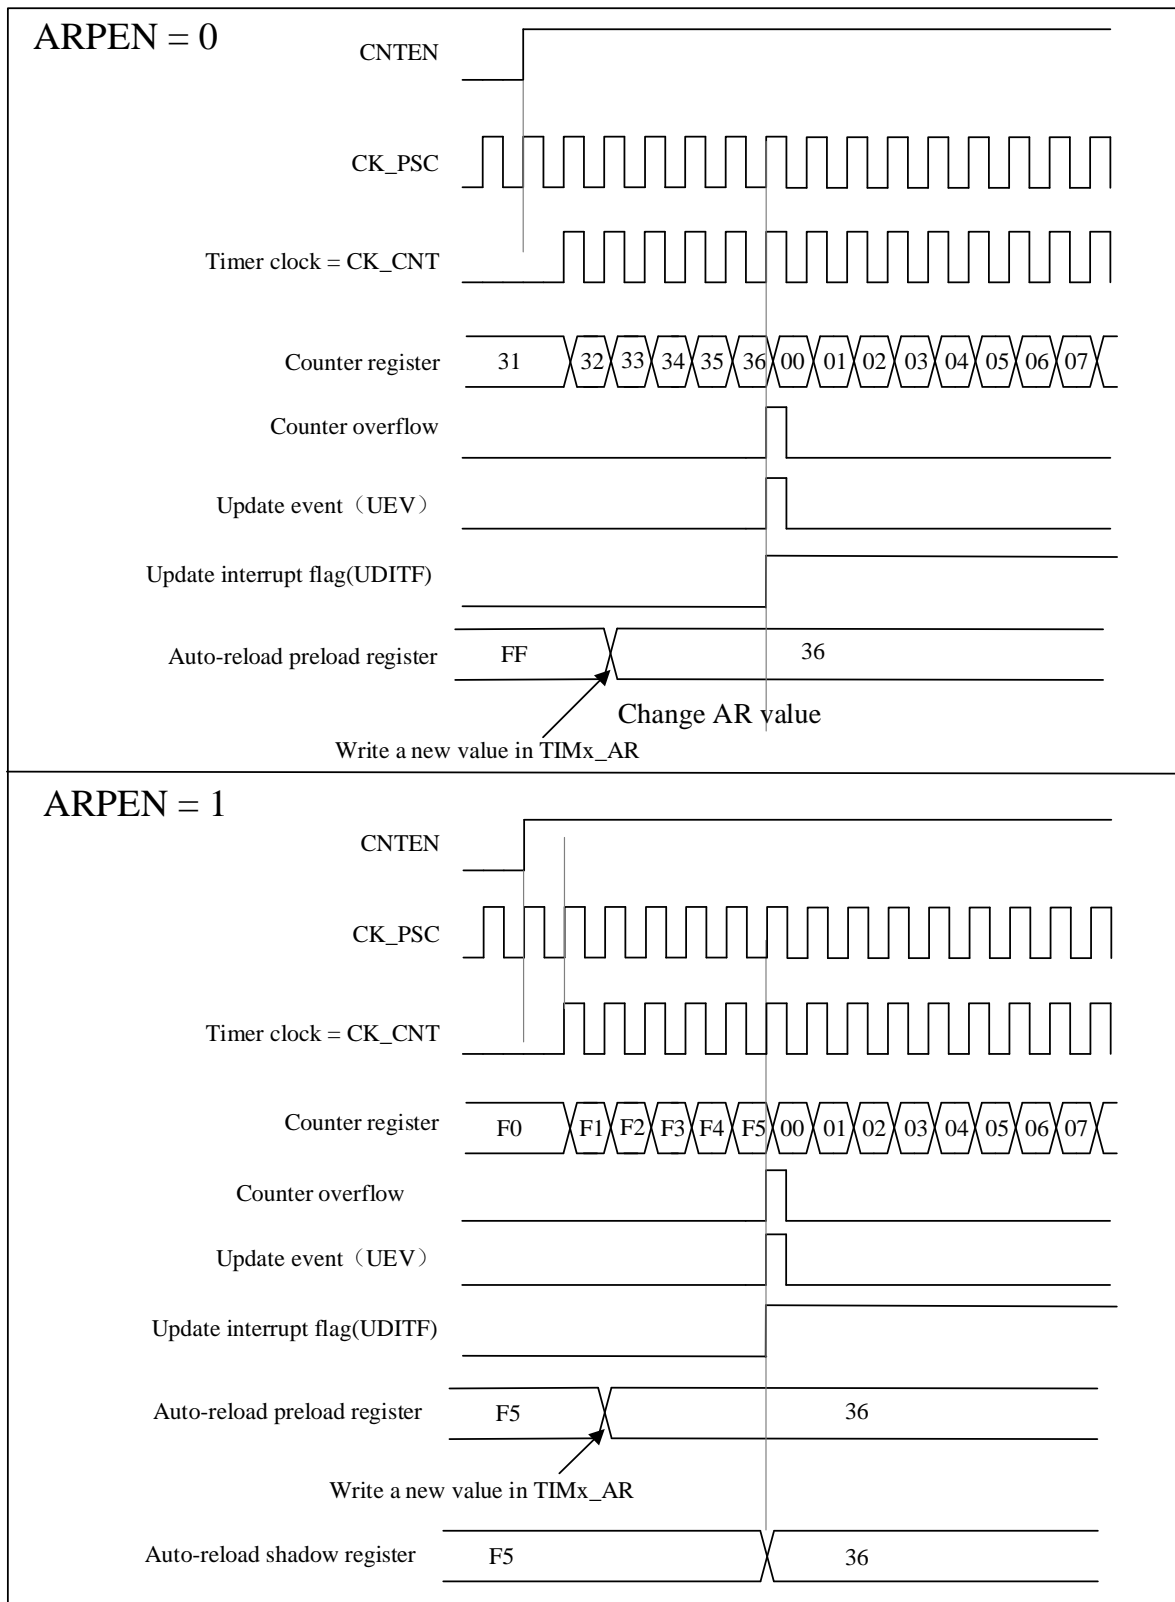 ARPEN = 0
CNTEN
CK_PSC
Timer clock = CK_CNT
Counter register 31 32 33 34 35 36 00 01 02 03 04 05 06 07
Counter overflow
Update event（UEV）
Update interrupt flag(UDITF)
Auto-reload preload register FF 36
Change AR value
Write a new value in TIMx_AR
ARPEN = 1
CNTEN
CK_PSC
Timer clock = CK_CNT
Counter register F0 F1 F2 F3 F4 F5 00 01 02 03 04 05 06 07
Counter overflow
Update event（UEV）
Update interrupt flag(UDITF)
Auto-reload preload register F5 36
Write a new value in TIMx_AR
Auto-reload shadow register F5 36